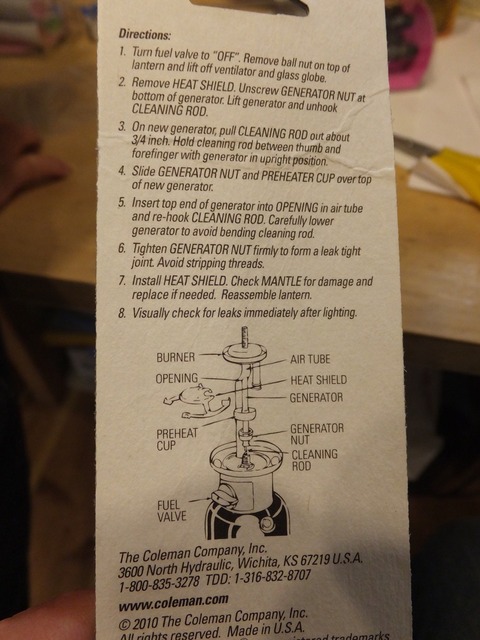 Directions:
1. Turn fuel valve to "OFF". Remove ball nut on top of
lantern and lift off ventilator and glass globe.
2. Remove HEAT SHIELD. Unscrew GENERATOR NUT at
bottom of generator. Lift generator and unhook
CLEANING ROD.
3. On new generator, pull CLEANING ROD out about
3/4 inch. Hold cleaning rod between thumb and
forefinger with generator in upright position.
4. Slide GENERATOR NUT and PREHEATER CUP over top
of new generator.
5. Insert top end of generator into OPENING in air tube
and re-hook CLEANING ROD. Carefully lower
generator to avoid bending cleaning rod.
6. Tighten GENERATOR NUT firmly to form a leak tight
joint. Avoid stripping threads.
7. Install HEAT SHIELD. Check MANTLE for damage and
replace if needed. Reassemble lantern.
8. Visually check for leaks immediately after lighting.
BURNER
AIR TUBE
OPENING
HEAT SHIELD
GENERATOR
PREHEAT
CUP
GENERATOR
NUT
CLEANING
ROD
FUEL
VALVE
The Coleman Company, Inc.
3600 North Hydraulic, Wichita, KS 67219 U.S.A.
1-800-835-3278 TDD: 1-316-832-8707
www.coleman.com
© 2010 The Coleman Company, Inc.
All rights reserved. Made in U.S.A.
trademarks